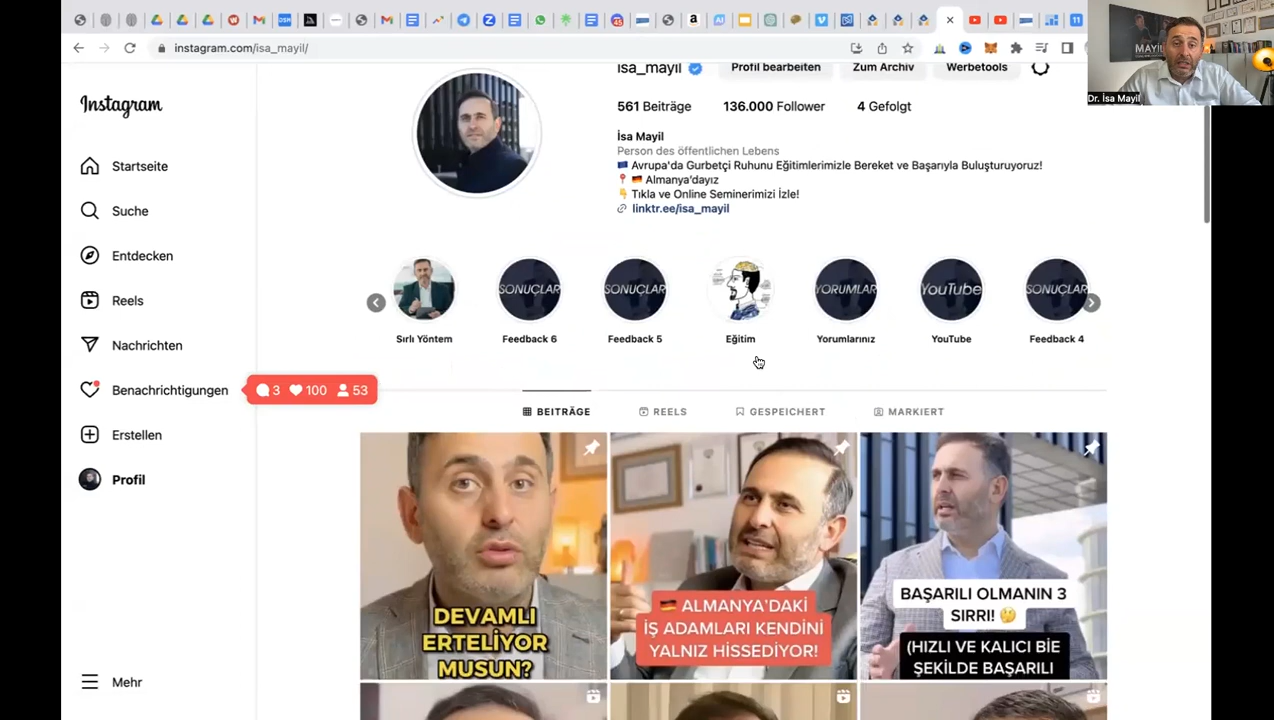 instagram.com/isa_mayil/
MAYIL
Dr. İsa Mayil
Instagram
Startseite
Suche
Entdecken
Reels
Nachrichten
Benachrichtigungen
3 100 53
Erstellen
Profil
Mehr
isa_mayil Profil bearbeiten Zum Archiv Werbetools
561 Beiträge 136.000 Follower 4 Gefolgt
İsa Mayil
Person des öffentlichen Lebens
Avrupa'da Gurbetçi Ruhunu Eğitimlerimizle Bereket ve Başarıyla Buluşturuyoruz!
Almanya'dayız
Tıkla ve Online Seminerimizi İzle!
linktr.ee/isa_mayil
SONUÇLAR SONUÇLAR YORUMLAR YouTube SONUÇLAR
Sırlı Yöntem Feedback 6 Feedback 5 Eğitim Yorumlarınız YouTube Feedback 4
BEITRÄGE REELS GESPEICHERT MARKIERT
DEVAMLI
ERTELİYOR
MUSUN?
ALMANYA'DAKİ
İŞ ADAMLARI KENDİNİ
YALNIZ HİSSEDİYOR!
BAŞARILI OLMANIN 3
SIRRI!
(HIZLI VE KALICI BİE
ŞEKİLDE BAŞARILI